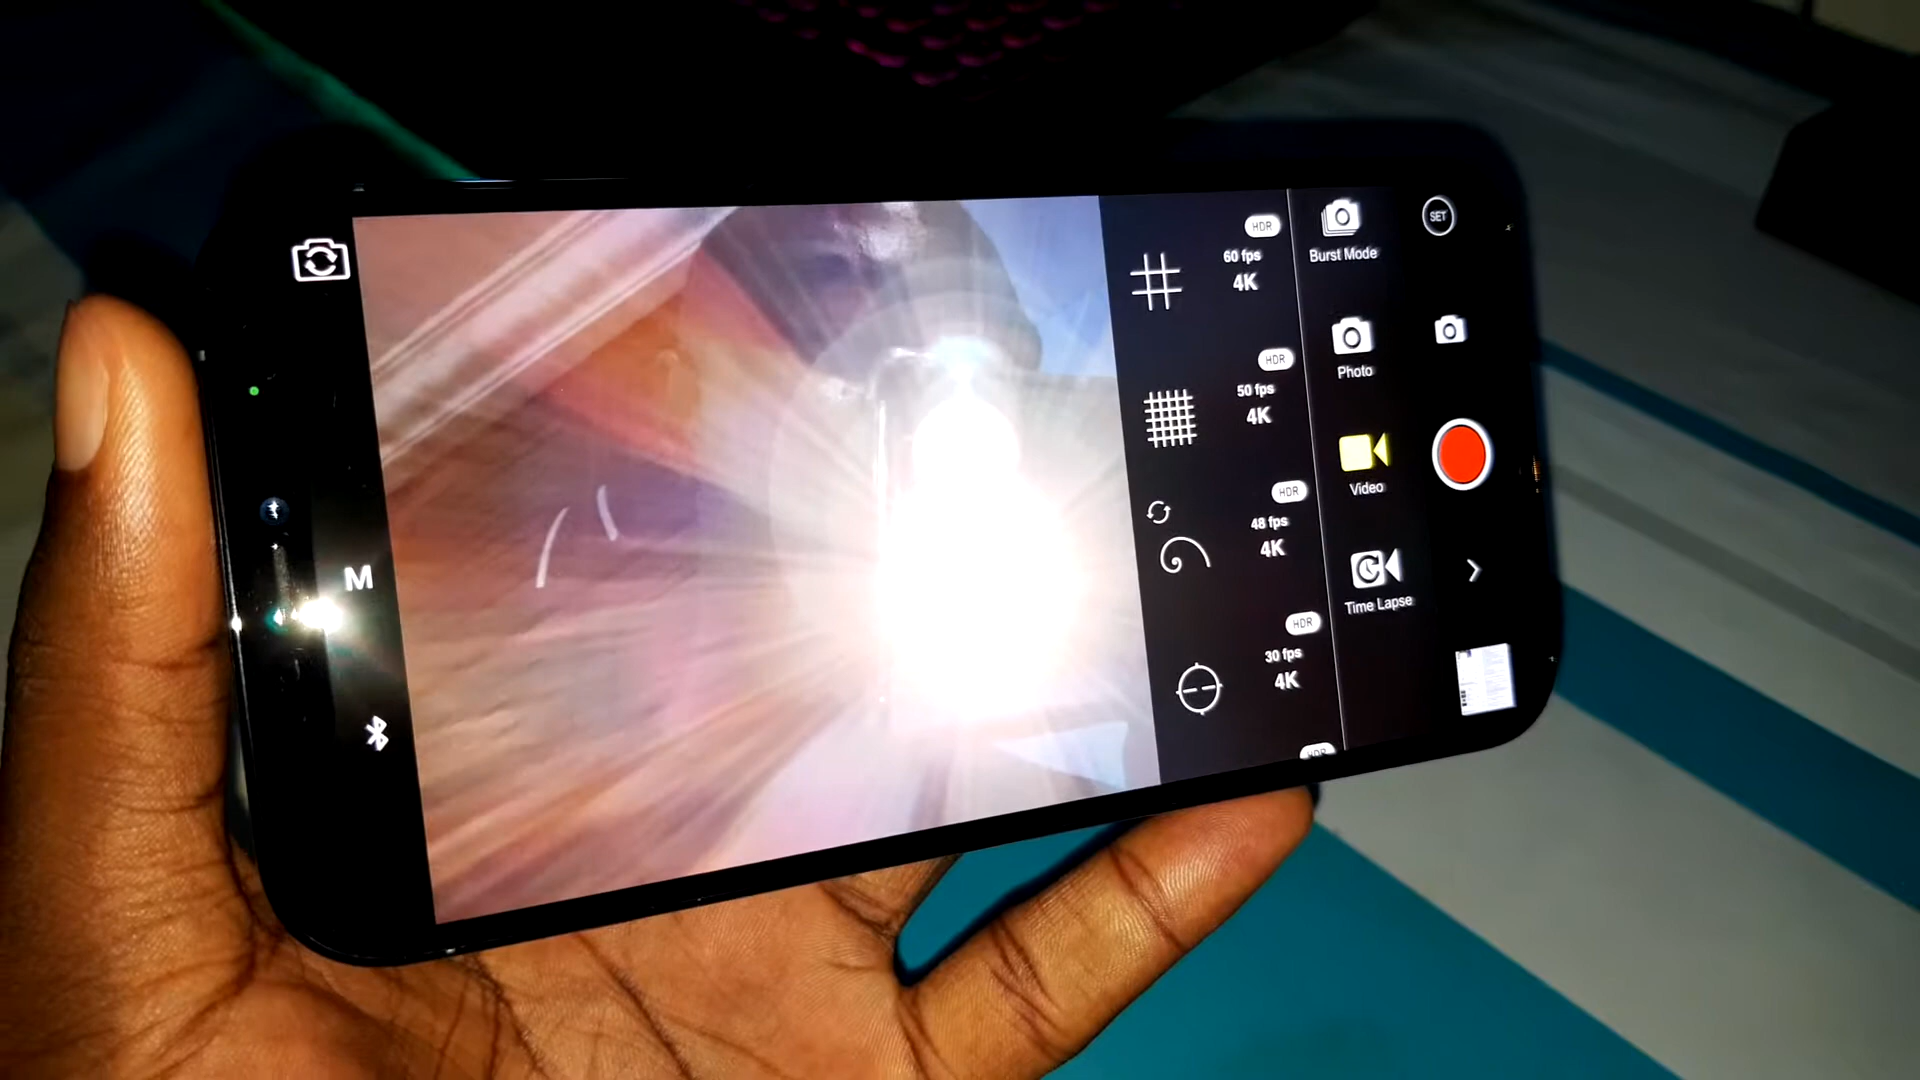 M
HDR
60 fps
4K
HDR
50 fps
4K
HDR
48 fps
4K
HDR
30 fps
4K
HDR
Burst Mode
Photo
Video
Time Lapse
SET